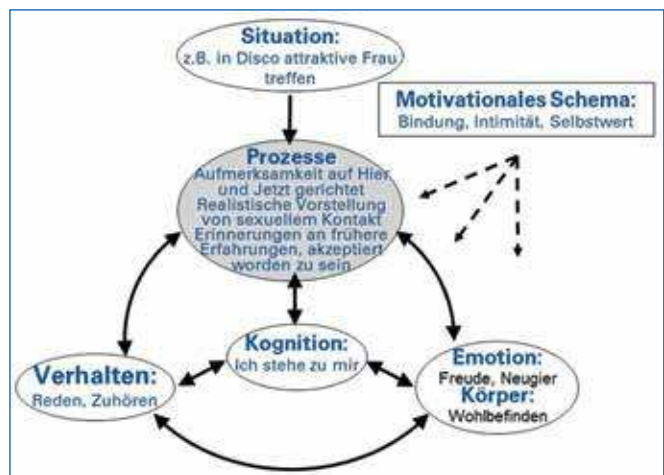 Situation:
z.B. in Disco attraktive Frau
treffen
Motivationales Schema:
Bindung, Intimität, Selbstwert
Prozesse
Aufmerksamkeit auf Hier
und Jetzt gerichtet
Realistische Vorstellung
von sexuellem Kontakt
Erinnerungen an frühere
Erfahrungen, akzeptiert
worden zu sein
Kognition:
Ich stehe zu mir
Verhalten:
Reden, Zuhören
Emotion:
Freude, Neugier
Körper:
Wohlbefinden